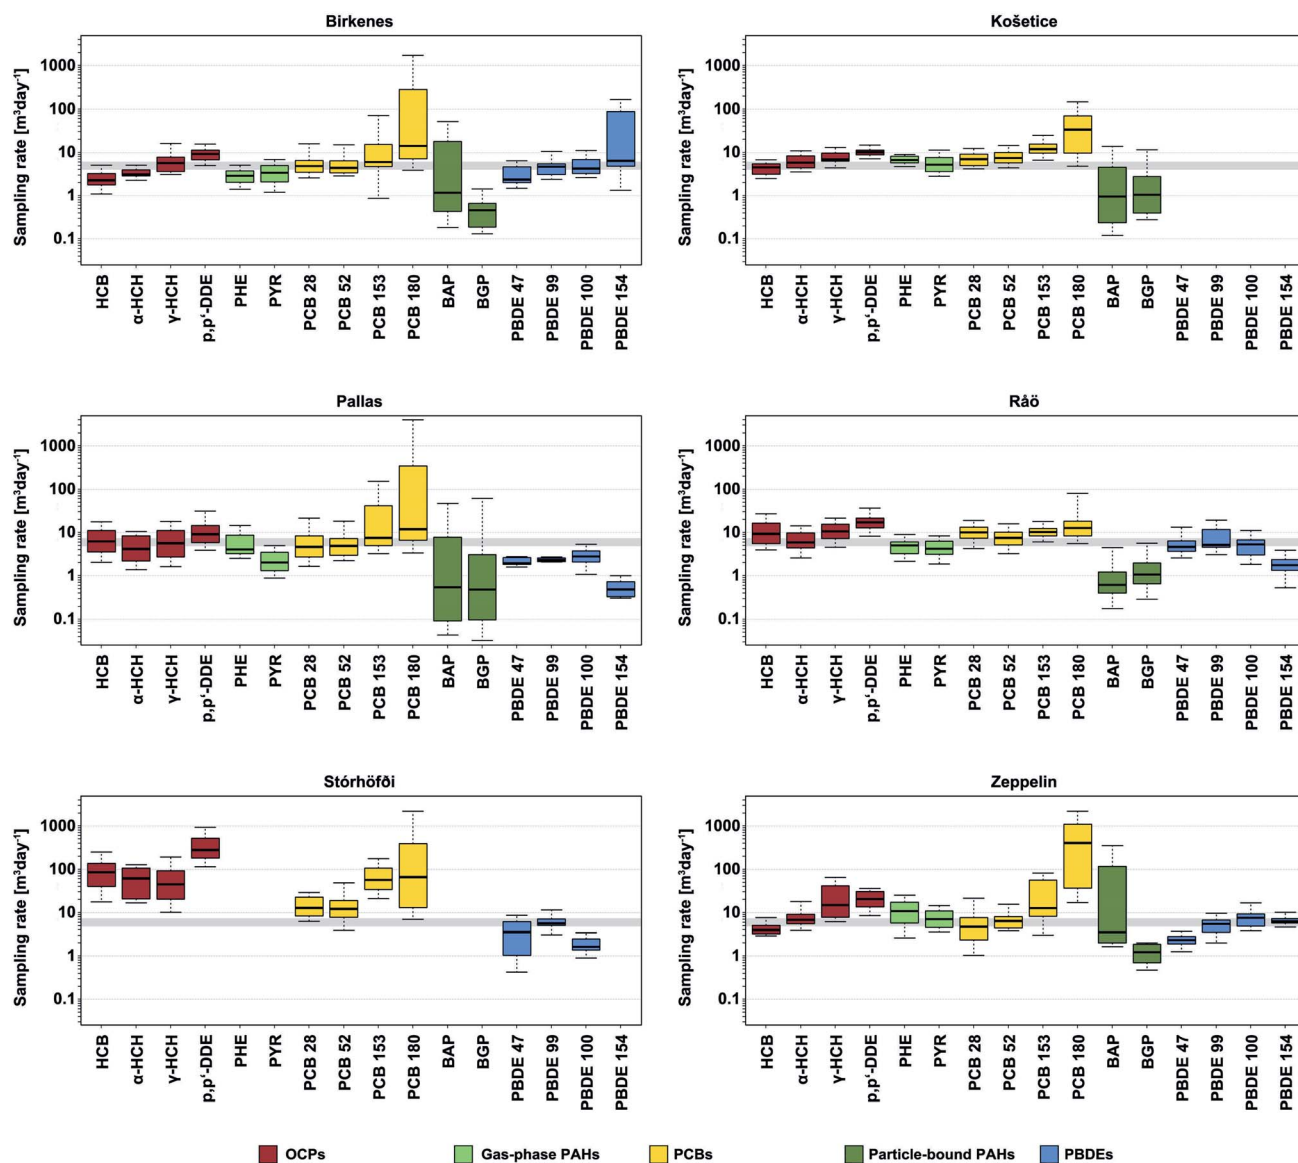 Birkenes
Sampling rate [m³day⁻¹]
1000
100
10
1
0.1
HCB
α-HCH
γ-HCH
p,p‘-DDE
PHE
PYR
PCB 28
PCB 52
PCB 153
PCB 180
BAP
BGP
PBDE 47
PBDE 99
PBDE 100
PBDE 154
Košetice
Sampling rate [m³day⁻¹]
1000
100
10
1
0.1
HCB
α-HCH
γ-HCH
p,p‘-DDE
PHE
PYR
PCB 28
PCB 52
PCB 153
PCB 180
BAP
BGP
PBDE 47
PBDE 99
PBDE 100
PBDE 154
Pallas
Sampling rate [m³day⁻¹]
1000
100
10
1
0.1
HCB
α-HCH
γ-HCH
p,p‘-DDE
PHE
PYR
PCB 28
PCB 52
PCB 153
PCB 180
BAP
BGP
PBDE 47
PBDE 99
PBDE 100
PBDE 154
Råö
Sampling rate [m³day⁻¹]
1000
100
10
1
0.1
HCB
α-HCH
γ-HCH
p,p‘-DDE
PHE
PYR
PCB 28
PCB 52
PCB 153
PCB 180
BAP
BGP
PBDE 47
PBDE 99
PBDE 100
PBDE 154
Stórhöfði
Sampling rate [m³day⁻¹]
1000
100
10
1
0.1
HCB
α-HCH
γ-HCH
p,p‘-DDE
PHE
PYR
PCB 28
PCB 52
PCB 153
PCB 180
BAP
BGP
PBDE 47
PBDE 99
PBDE 100
PBDE 154
Zeppelin
Sampling rate [m³day⁻¹]
1000
100
10
1
0.1
HCB
α-HCH
γ-HCH
p,p‘-DDE
PHE
PYR
PCB 28
PCB 52
PCB 153
PCB 180
BAP
BGP
PBDE 47
PBDE 99
PBDE 100
PBDE 154
OCPs
Gas-phase PAHs
PCBs
Particle-bound PAHs
PBDEs